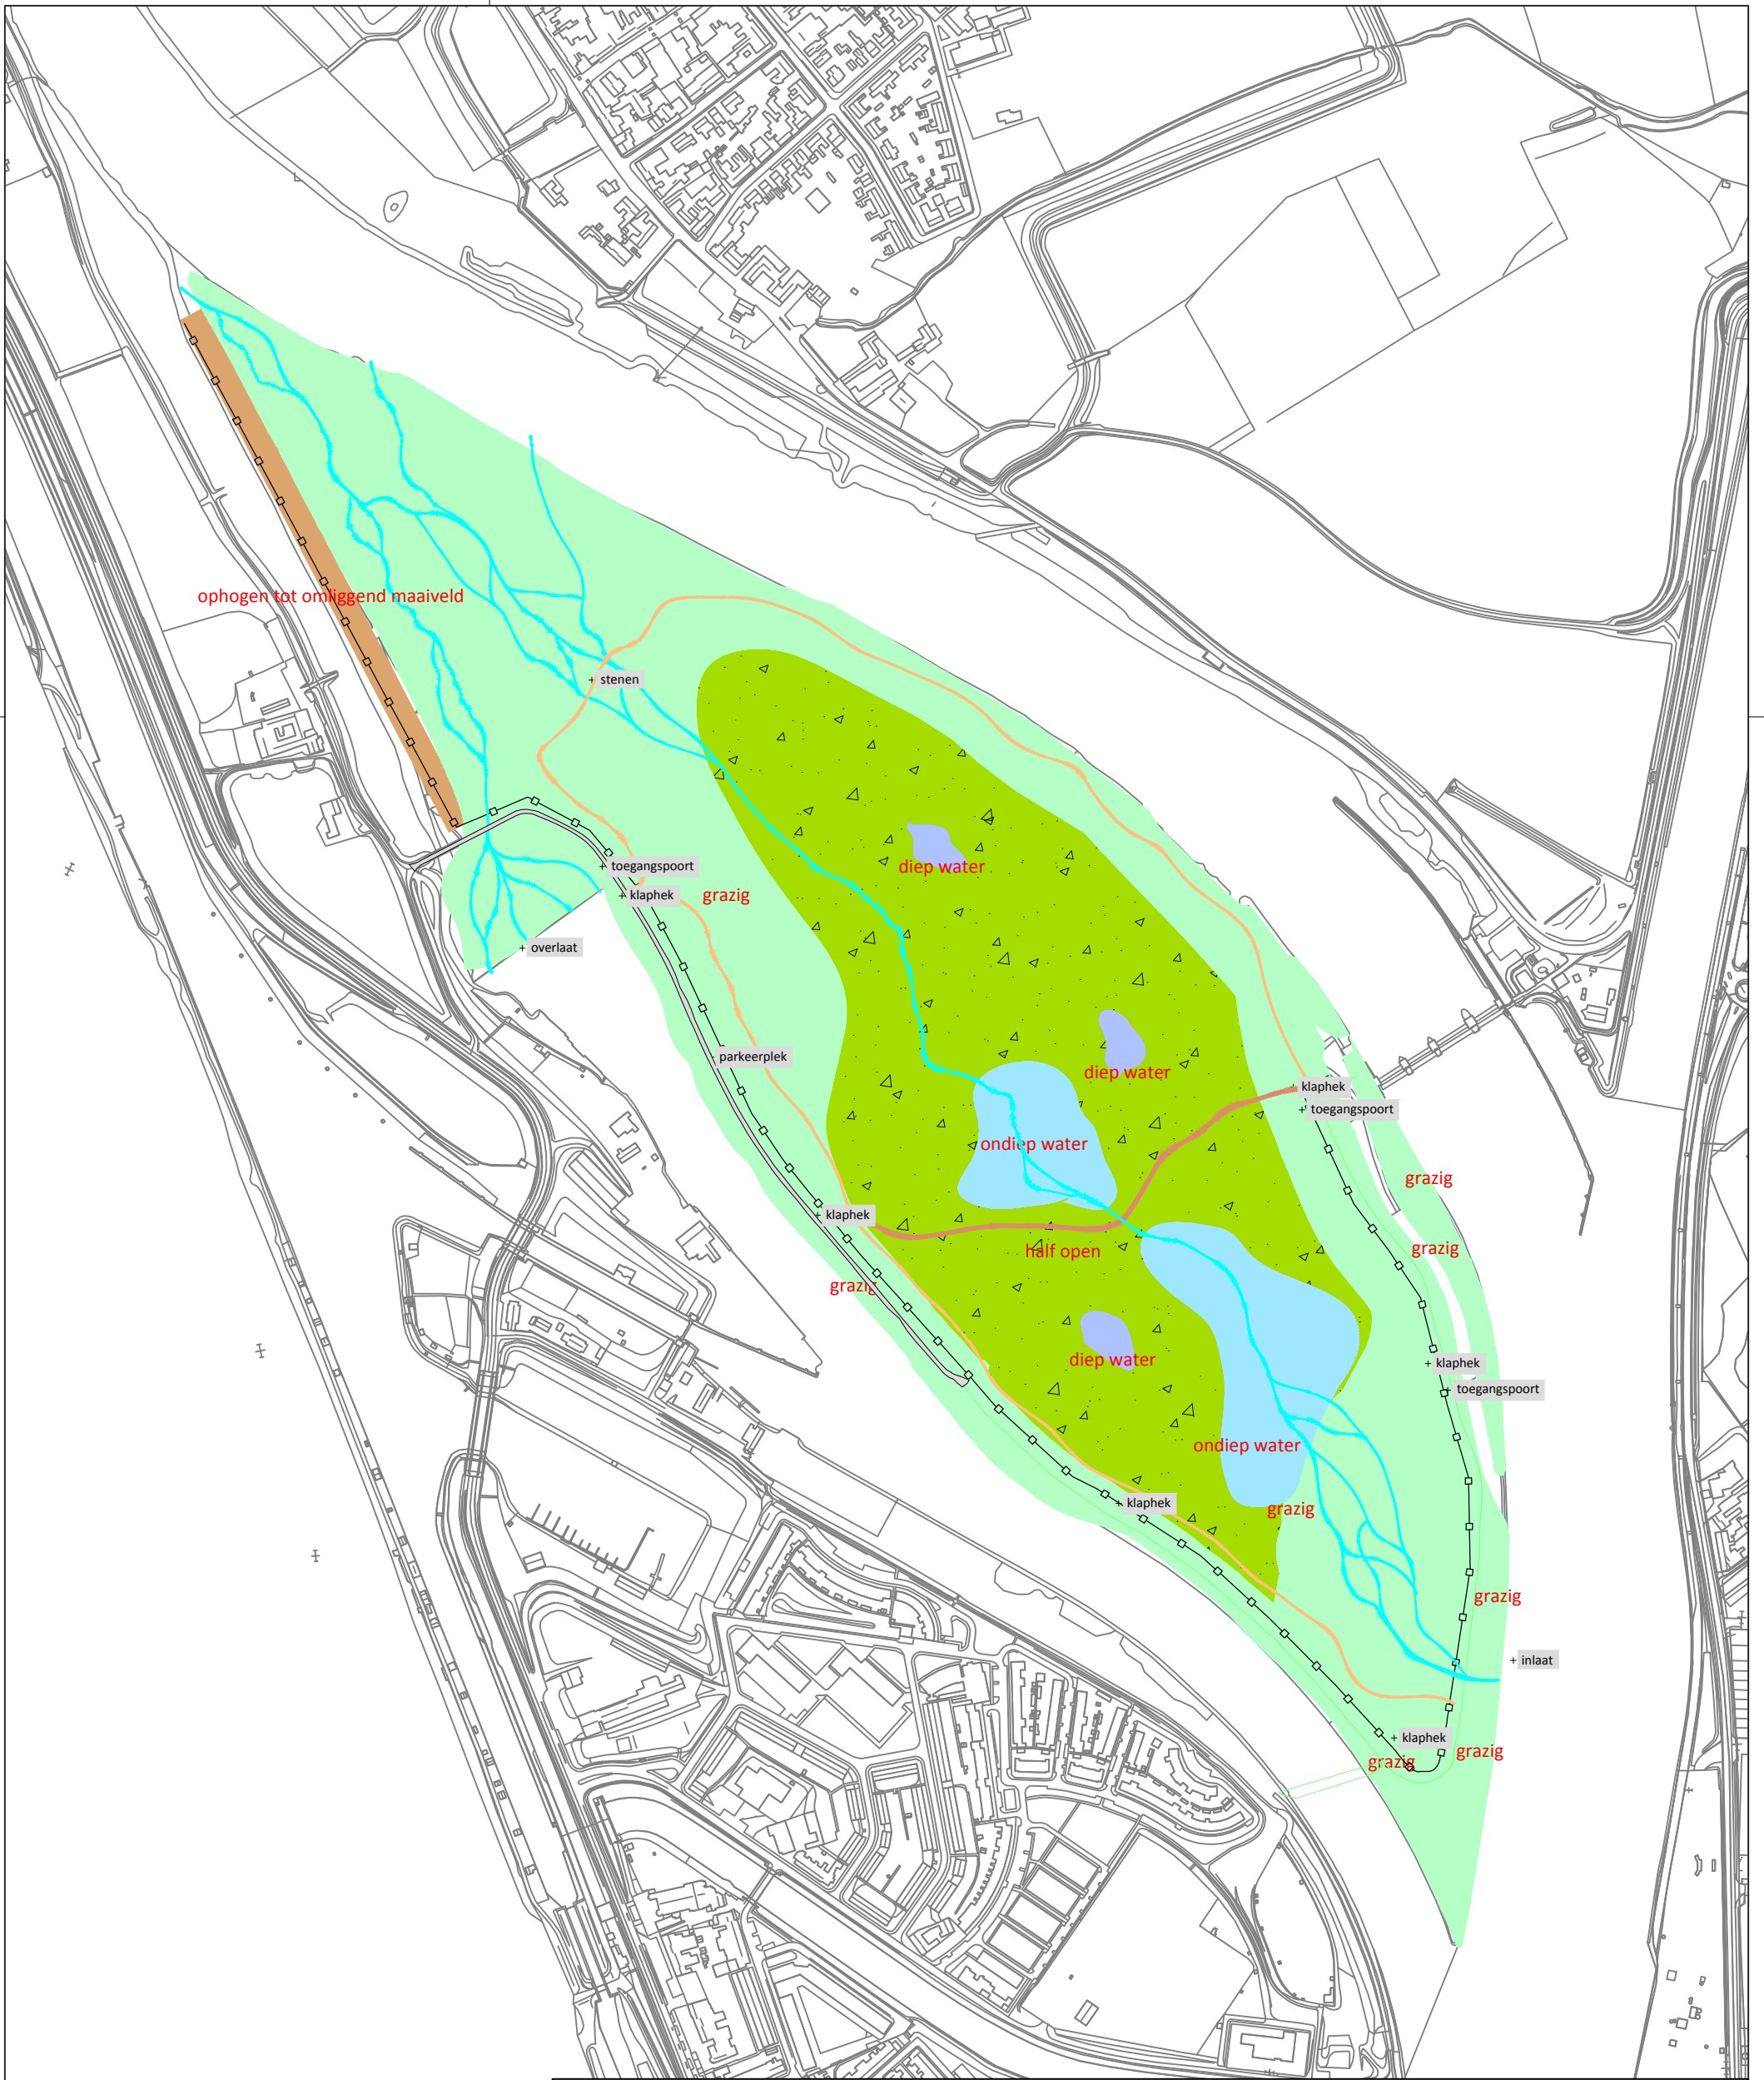 ophogen tot omliggend maaiveld
stenen
toegangspoort
diep water
klaphek
grazig
overlaat
parkeerplek
diep water
klaphek
toegangspoort
ondiep water
grazig
klaphek
grazig
half open
grazig
diep water
klaphek
toegangspoort
ondiep water
klaphek
grazig
grazig
inlaat
klaphek
grazig
grazig